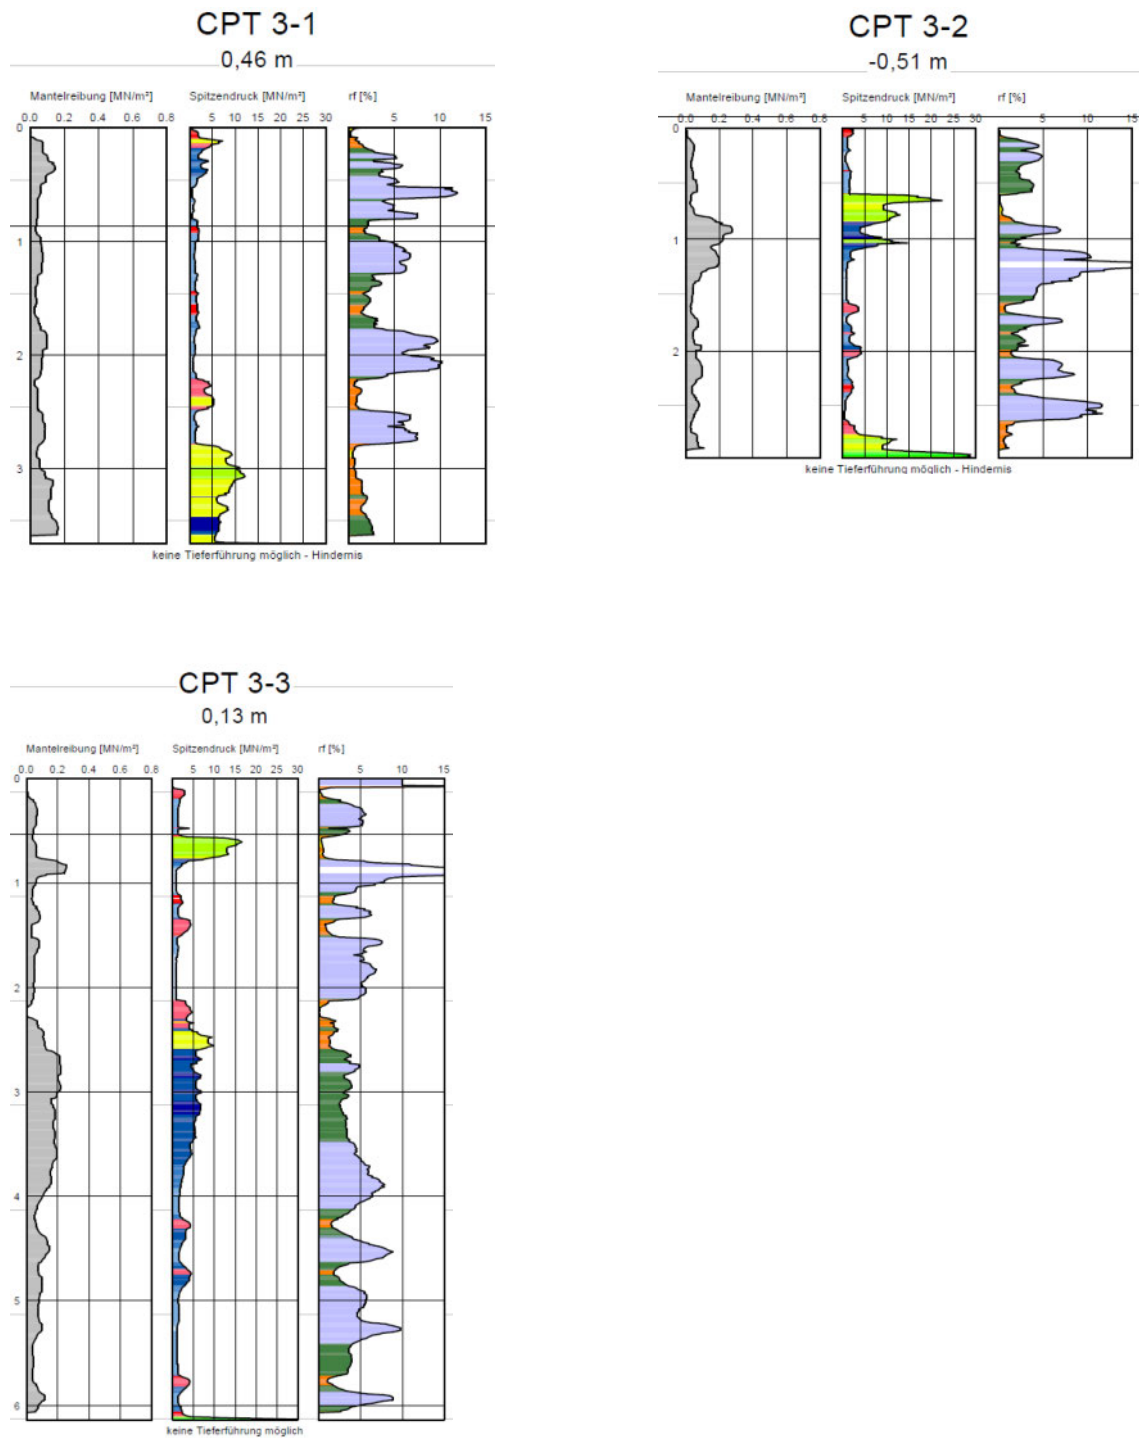 CPT 3-1
0,46 m
Mantelreibung [MN/m²] Spitzendruck [MN/m²] rf [%]
0.0 0.2 0.4 0.6 0.8 5 10 15 20 25 30 5 10 15
0
1
2
3
keine Tieferführung möglich - Hindernis
CPT 3-2
-0,51 m
Mantelreibung [MN/m²] Spitzendruck [MN/m²] rf [%]
0.0 0.2 0.4 0.6 0.8 5 10 15 20 25 30 5 10 15
0
1
2
keine Tieferführung möglich - Hindernis
CPT 3-3
0,13 m
Mantelreibung [MN/m²] Spitzendruck [MN/m²] rf [%]
0.0 0.2 0.4 0.6 0.8 5 10 15 20 25 30 5 10 15
0
1
2
3
4
5
6
keine Tieferführung möglich